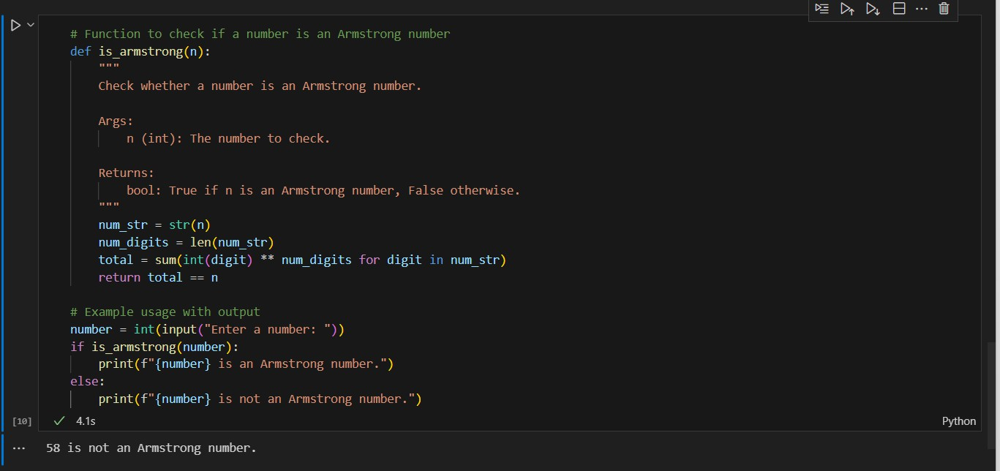 # Function to check if a number is an Armstrong number
def is_armstrong(n):
    """
    Check whether a number is an Armstrong number.

    Args:
        n (int): The number to check.

    Returns:
        bool: True if n is an Armstrong number, False otherwise.
    """
    num_str = str(n)
    num_digits = len(num_str)
    total = sum(int(digit) ** num_digits for digit in num_str)
    return total == n

# Example usage with output
number = int(input("Enter a number: "))
if is_armstrong(number):
    print(f"{number} is an Armstrong number.")
else:
    print(f"{number} is not an Armstrong number.")
[10] 4.1s Python
58 is not an Armstrong number.